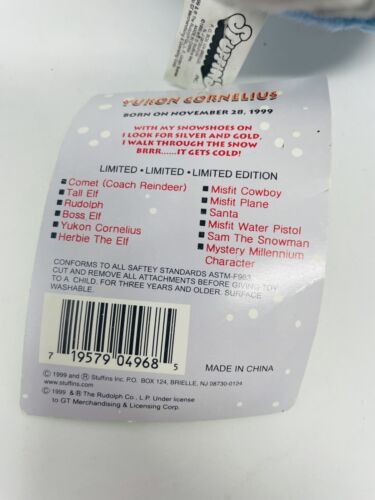 Stuffins
YUKON CORNELIUS
BORN ON NOVEMBER 28, 1999
WITH MY SNOWSHOES ON
I LOOK FOR SILVER AND GOLD,
I WALK THROUGH THE SNOW
BRRR......IT GETS COLD!
LIMITED • LIMITED • LIMITED EDITION
■ Comet (Coach Reindeer)
■ Tall Elf
■ Rudolph
■ Boss Elf
■ Yukon Cornelius
■ Herbie The Elf
■ Misfit Cowboy
■ Misfit Plane
■ Santa
■ Misfit Water Pistol
■ Sam The Snowman
■ Mystery Millennium
Character
CONFORMS TO ALL SAFTEY STANDARDS ASTM-F963
CUT AND REMOVE ALL ATTACHMENTS BEFORE GIVING TOY
TO A CHILD. FOR THREE YEARS AND OLDER. SURFACE
WASHABLE.
7 19579 04968 5
MADE IN CHINA
© 1999 and ® Stuffins Inc. P.O. BOX 124, BRIELLE, NJ 08730-0124
www.stuffins.com
© 1999 & ® The Rudolph Co., L.P. Under license
to GT Merchandising & Licensing Corp.